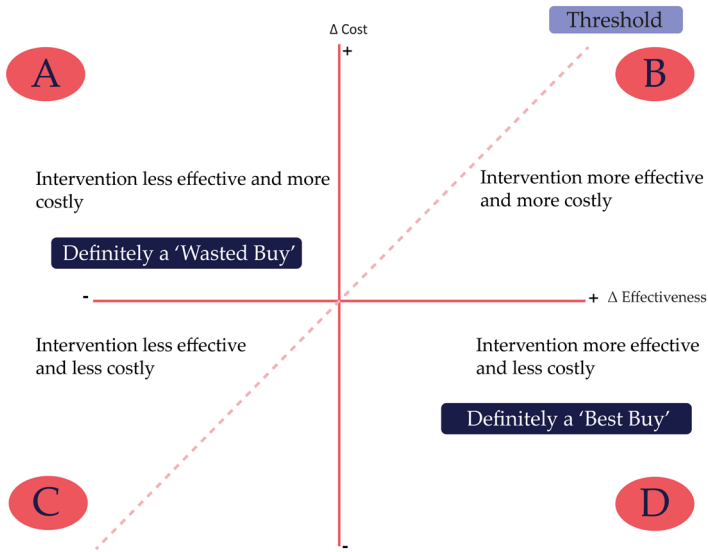 Threshold
Δ Cost
+
A
B
Intervention less effective and more
costly
Intervention more effective
and more costly
Definitely a ‘Wasted Buy’
-
+ Δ Effectiveness
Intervention less effective
and less costly
Intervention more effective
and less costly
Definitely a ‘Best Buy’
C
D
-